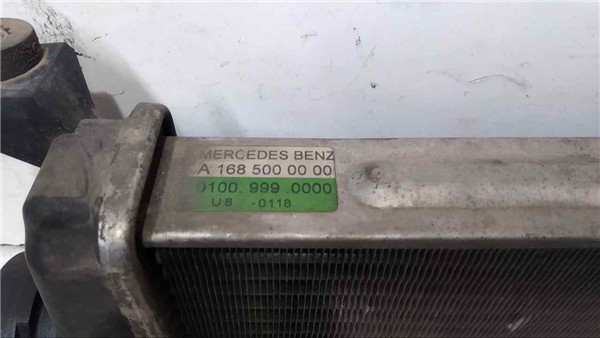 MERCEDES BENZ
A 168 500 00 00
0100.999.0000
U8 -0118